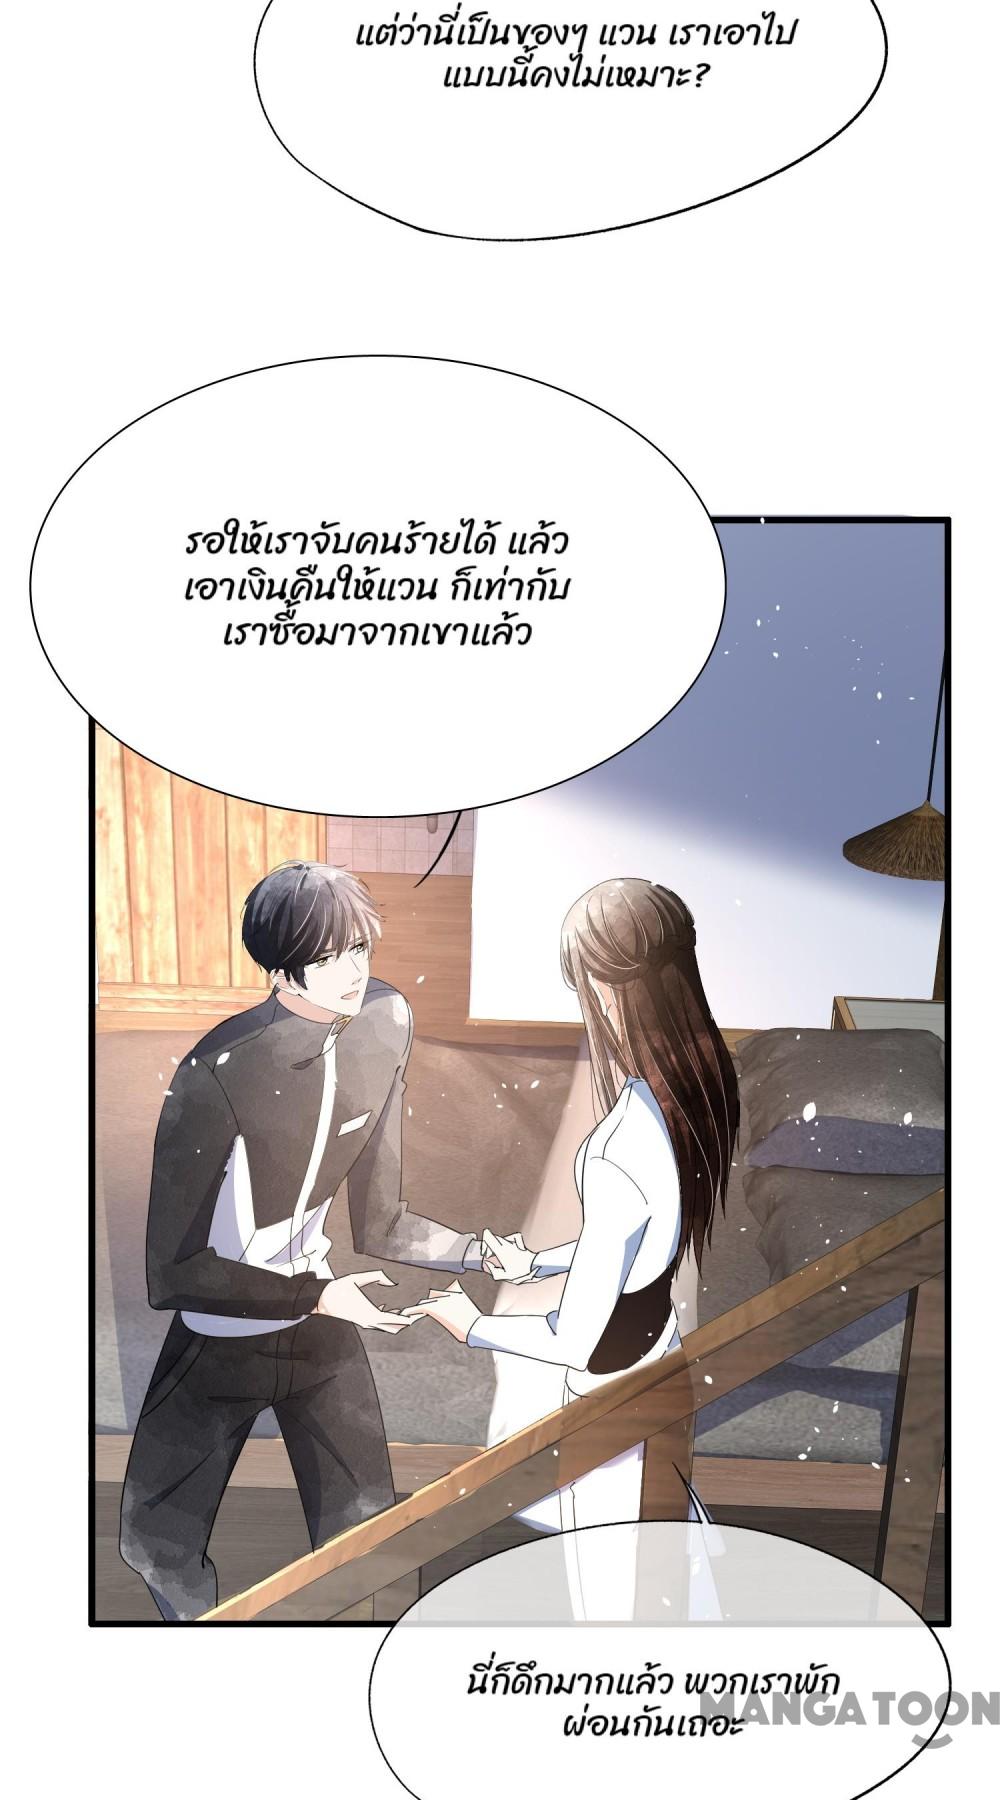 แต่ว่านี่เป็นของๆ แวน เราเอาไป
แบบนี้คงไม่เหมาะ?
รอให้เราจับคนร้ายได้ แล้ว
เอาเงินคืนให้แวน ก็เท่ากับ
เราซื้อมาจากเขาแล้ว
นี่ก็ดึกมากแล้ว พวกเราพัก
ผ่อนกันเถอะ
MANGATOON